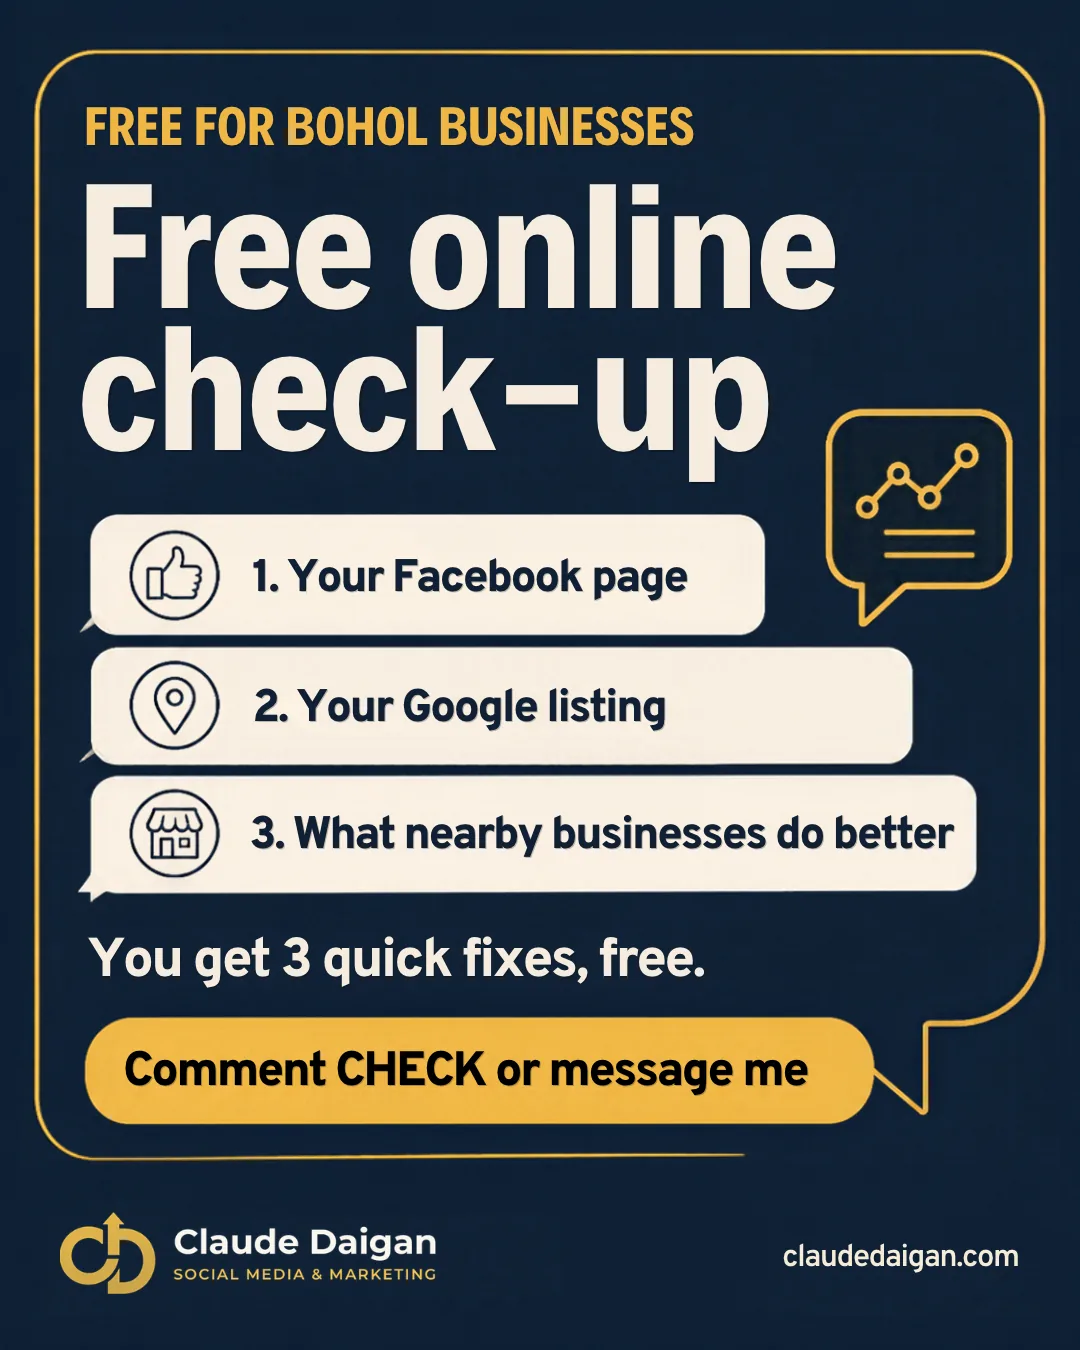 FREE FOR BOHOL BUSINESSES
Free online
check-up
1. Your Facebook page
2. Your Google listing
3. What nearby businesses do better
You get 3 quick fixes, free.
Comment CHECK or message me
CD
Claude Daigan
SOCIAL MEDIA & MARKETING
claudedaigan.com